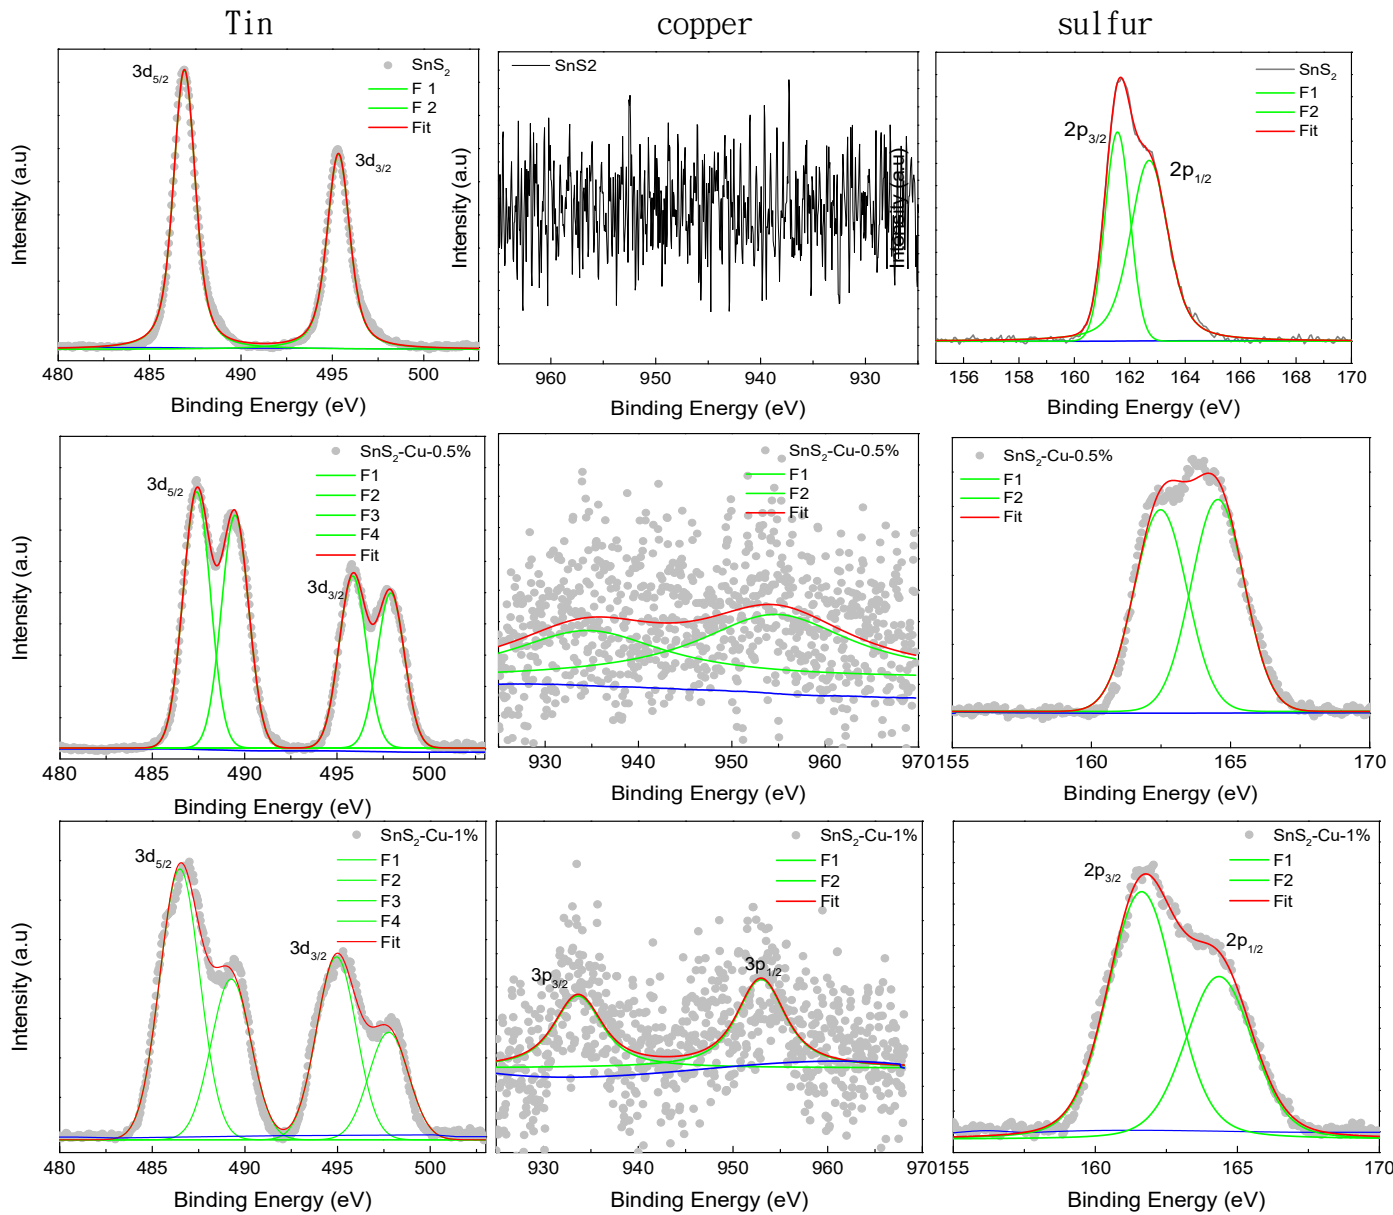 Tin
copper
sulfur
3d5/2
3d3/2
SnS2
F 1
F 2
Fit
Intensity (a.u)
480 485 490 495 500
Binding Energy (eV)
SnS2
Intensity (a.u)
960 950 940 930
Binding Energy (eV)
2p3/2
2p1/2
SnS2
F1
F2
Fit
Intensity (a.u)
156 158 160 162 164 166 168 170
Binding Energy (eV)
3d5/2
3d3/2
SnS2-Cu-0.5%
F1
F2
F3
F4
Fit
Intensity (a.u)
480 485 490 495 500
Binding Energy (eV)
SnS2-Cu-0.5%
F1
F2
Fit
930 940 950 960 970
Binding Energy (eV)
SnS2-Cu-0.5%
F1
F2
Fit
155 160 165 170
Binding Energy (eV)
3d5/2
3d3/2
SnS2-Cu-1%
F1
F2
F3
F4
Fit
Intensity (a.u)
480 485 490 495 500
Binding Energy (eV)
3p3/2
3p1/2
SnS2-Cu-1%
F1
F2
Fit
930 940 950 960 970
Binding Energy (eV)
2p3/2
2p1/2
SnS2-Cu-1%
F1
F2
Fit
155 160 165 170
Binding Energy (eV)